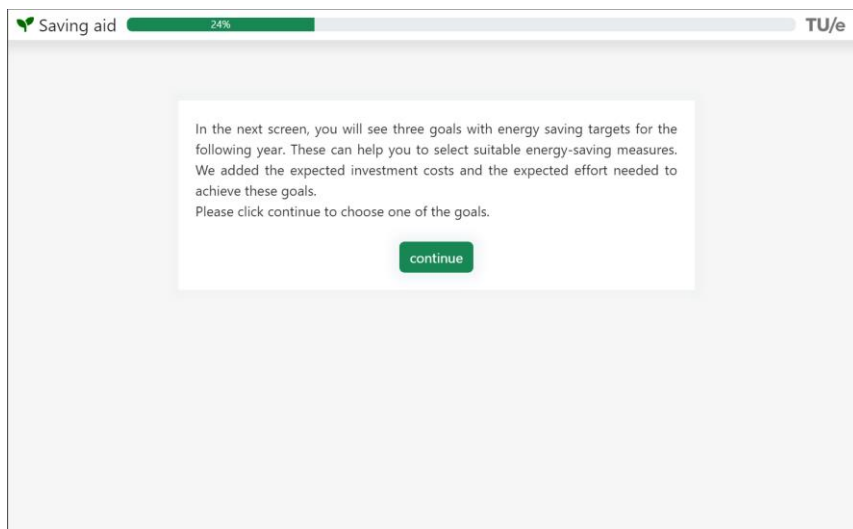 Saving aid 24% TU/e
In the next screen, you will see three goals with energy saving targets for the
following year. These can help you to select suitable energy-saving measures.
We added the expected investment costs and the expected effort needed to
achieve these goals.
Please click continue to choose one of the goals.
continue